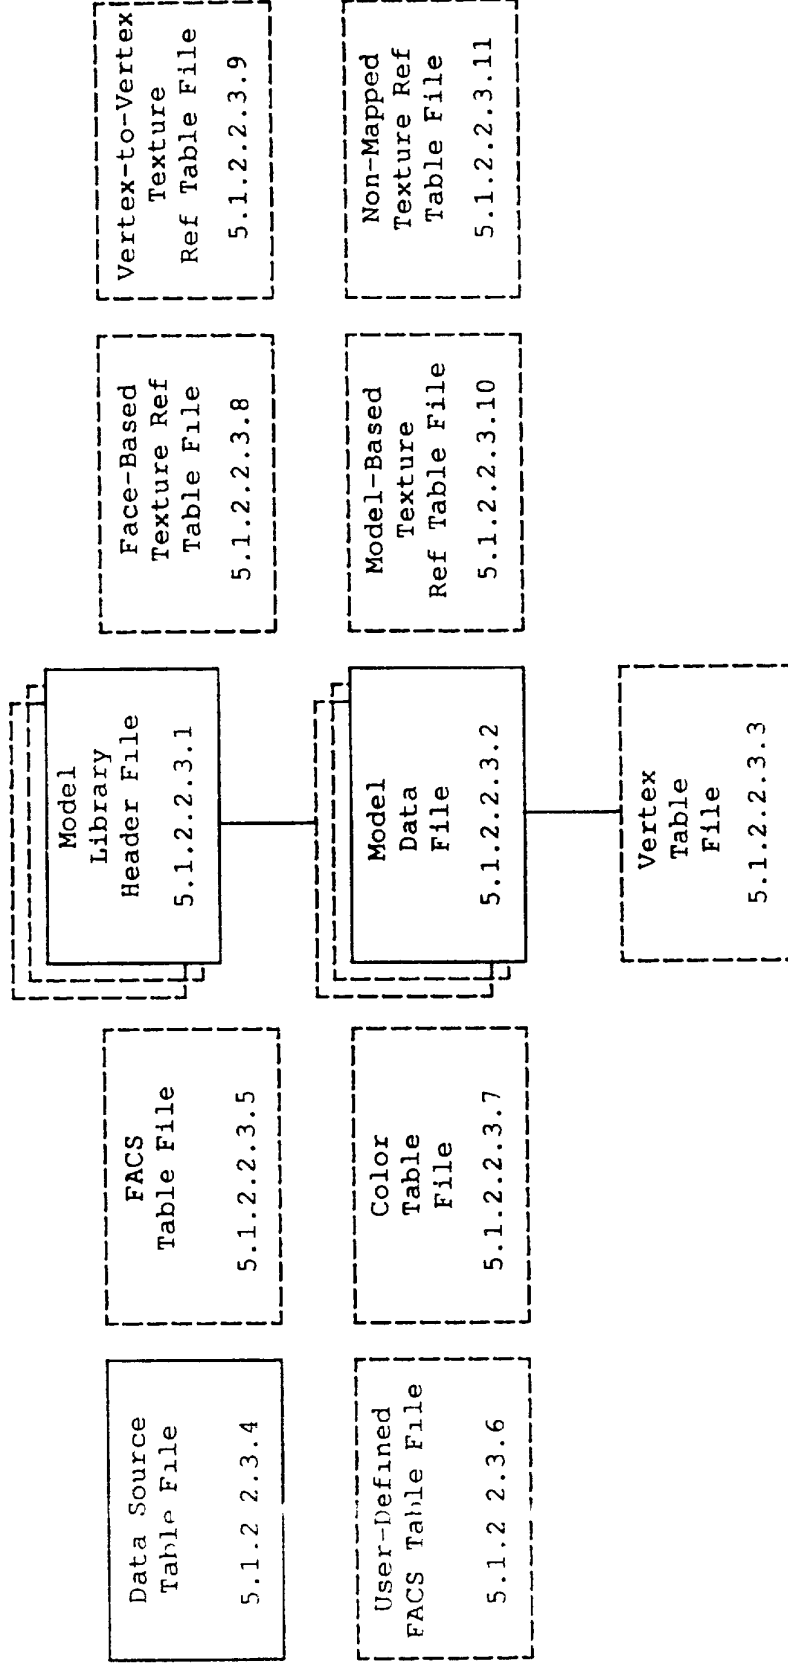 Data Source
Table File
5.1.2 2.3.4
FACS
Table File
5.1.2.2.3.5
Model
Library
Header File
5.1.2.2.3.1
Face-Based
Texture Ref
Table File
5.1.2.2.3.8
Vertex-to-Vertex
Texture
Ref Table File
5.1.2.2.3.9
User-Defined
FACS Table File
5.1.2 2.3.6
Color
Table
File
5.1.2.2.3.7
Model
Data
File
5.1.2.2.3.2
Model-Based
Texture
Ref Table File
5.1.2.2.3.10
Non-Mapped
Texture Ref
Table File
5.1.2.2.3.11
Vertex
Table
File
5.1.2.2.3.3